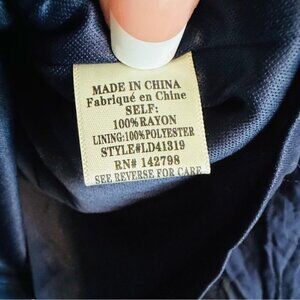 MADE IN CHINA
Fabriqué en Chine
SELF:
100%RAYON
LINING:100%POLYESTER
STYLE#LD41319
RN# 142798
SEE REVERSE FOR CARE